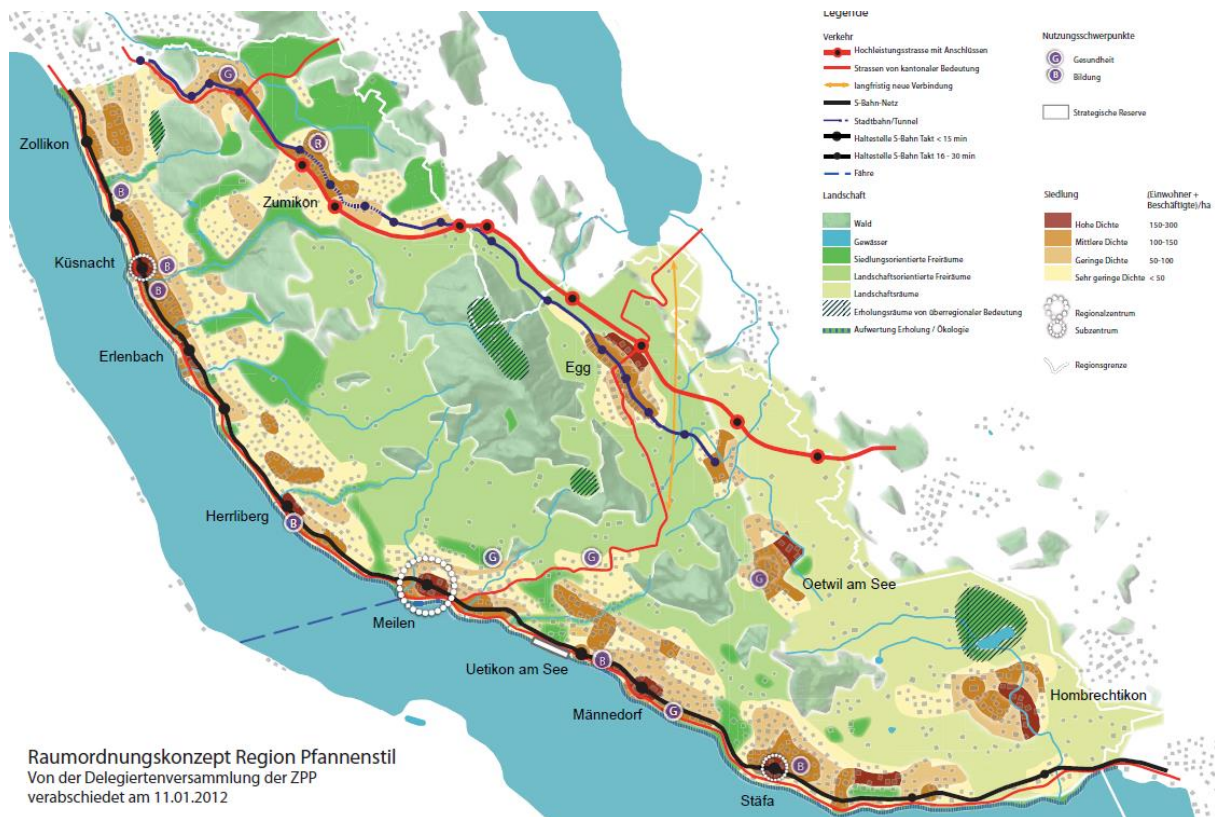 Legende
Verkehr
Hochleistungsstrasse mit Anschlüssen
Strassen von kantonaler Bedeutung
langfristig neue Verbindung
S-Bahn-Netz
Stadtbahn/Tunnel
Haltestelle S-Bahn Takt < 15 min
Haltestelle S-Bahn Takt 16 - 30 min
Fähre
Nutzungsschwerpunkte
G Gesundheit
B Bildung
Strategische Reserve
Landschaft
Wald
Gewässer
Siedlungsorientierte Freiräume
Landschaftsorientierte Freiräume
Landschaftsräume
Erholungsräume von überregionaler Bedeutung
Aufwertung Erholung / Ökologie
Siedlung (Einwohner + Beschäftigte)/ha
Hohe Dichte 150-300
Mittlere Dichte 100-150
Geringe Dichte 50-100
Sehr geringe Dichte < 50
Regionalzentrum
Subzentrum
Regionsgrenze
G
Zollikon
B
B
Zumikon
Küsnacht
B
B
Erlenbach
Egg
Herrliberg
B
G
G
G
Oetwil am See
Meilen
Uetikon am See
B
Männedorf
G
Hombrechtikon
B
Stäfa
Raumordnungskonzept Region Pfannenstil
Von der Delegiertenversammlung der ZPP
verabschiedet am 11.01.2012